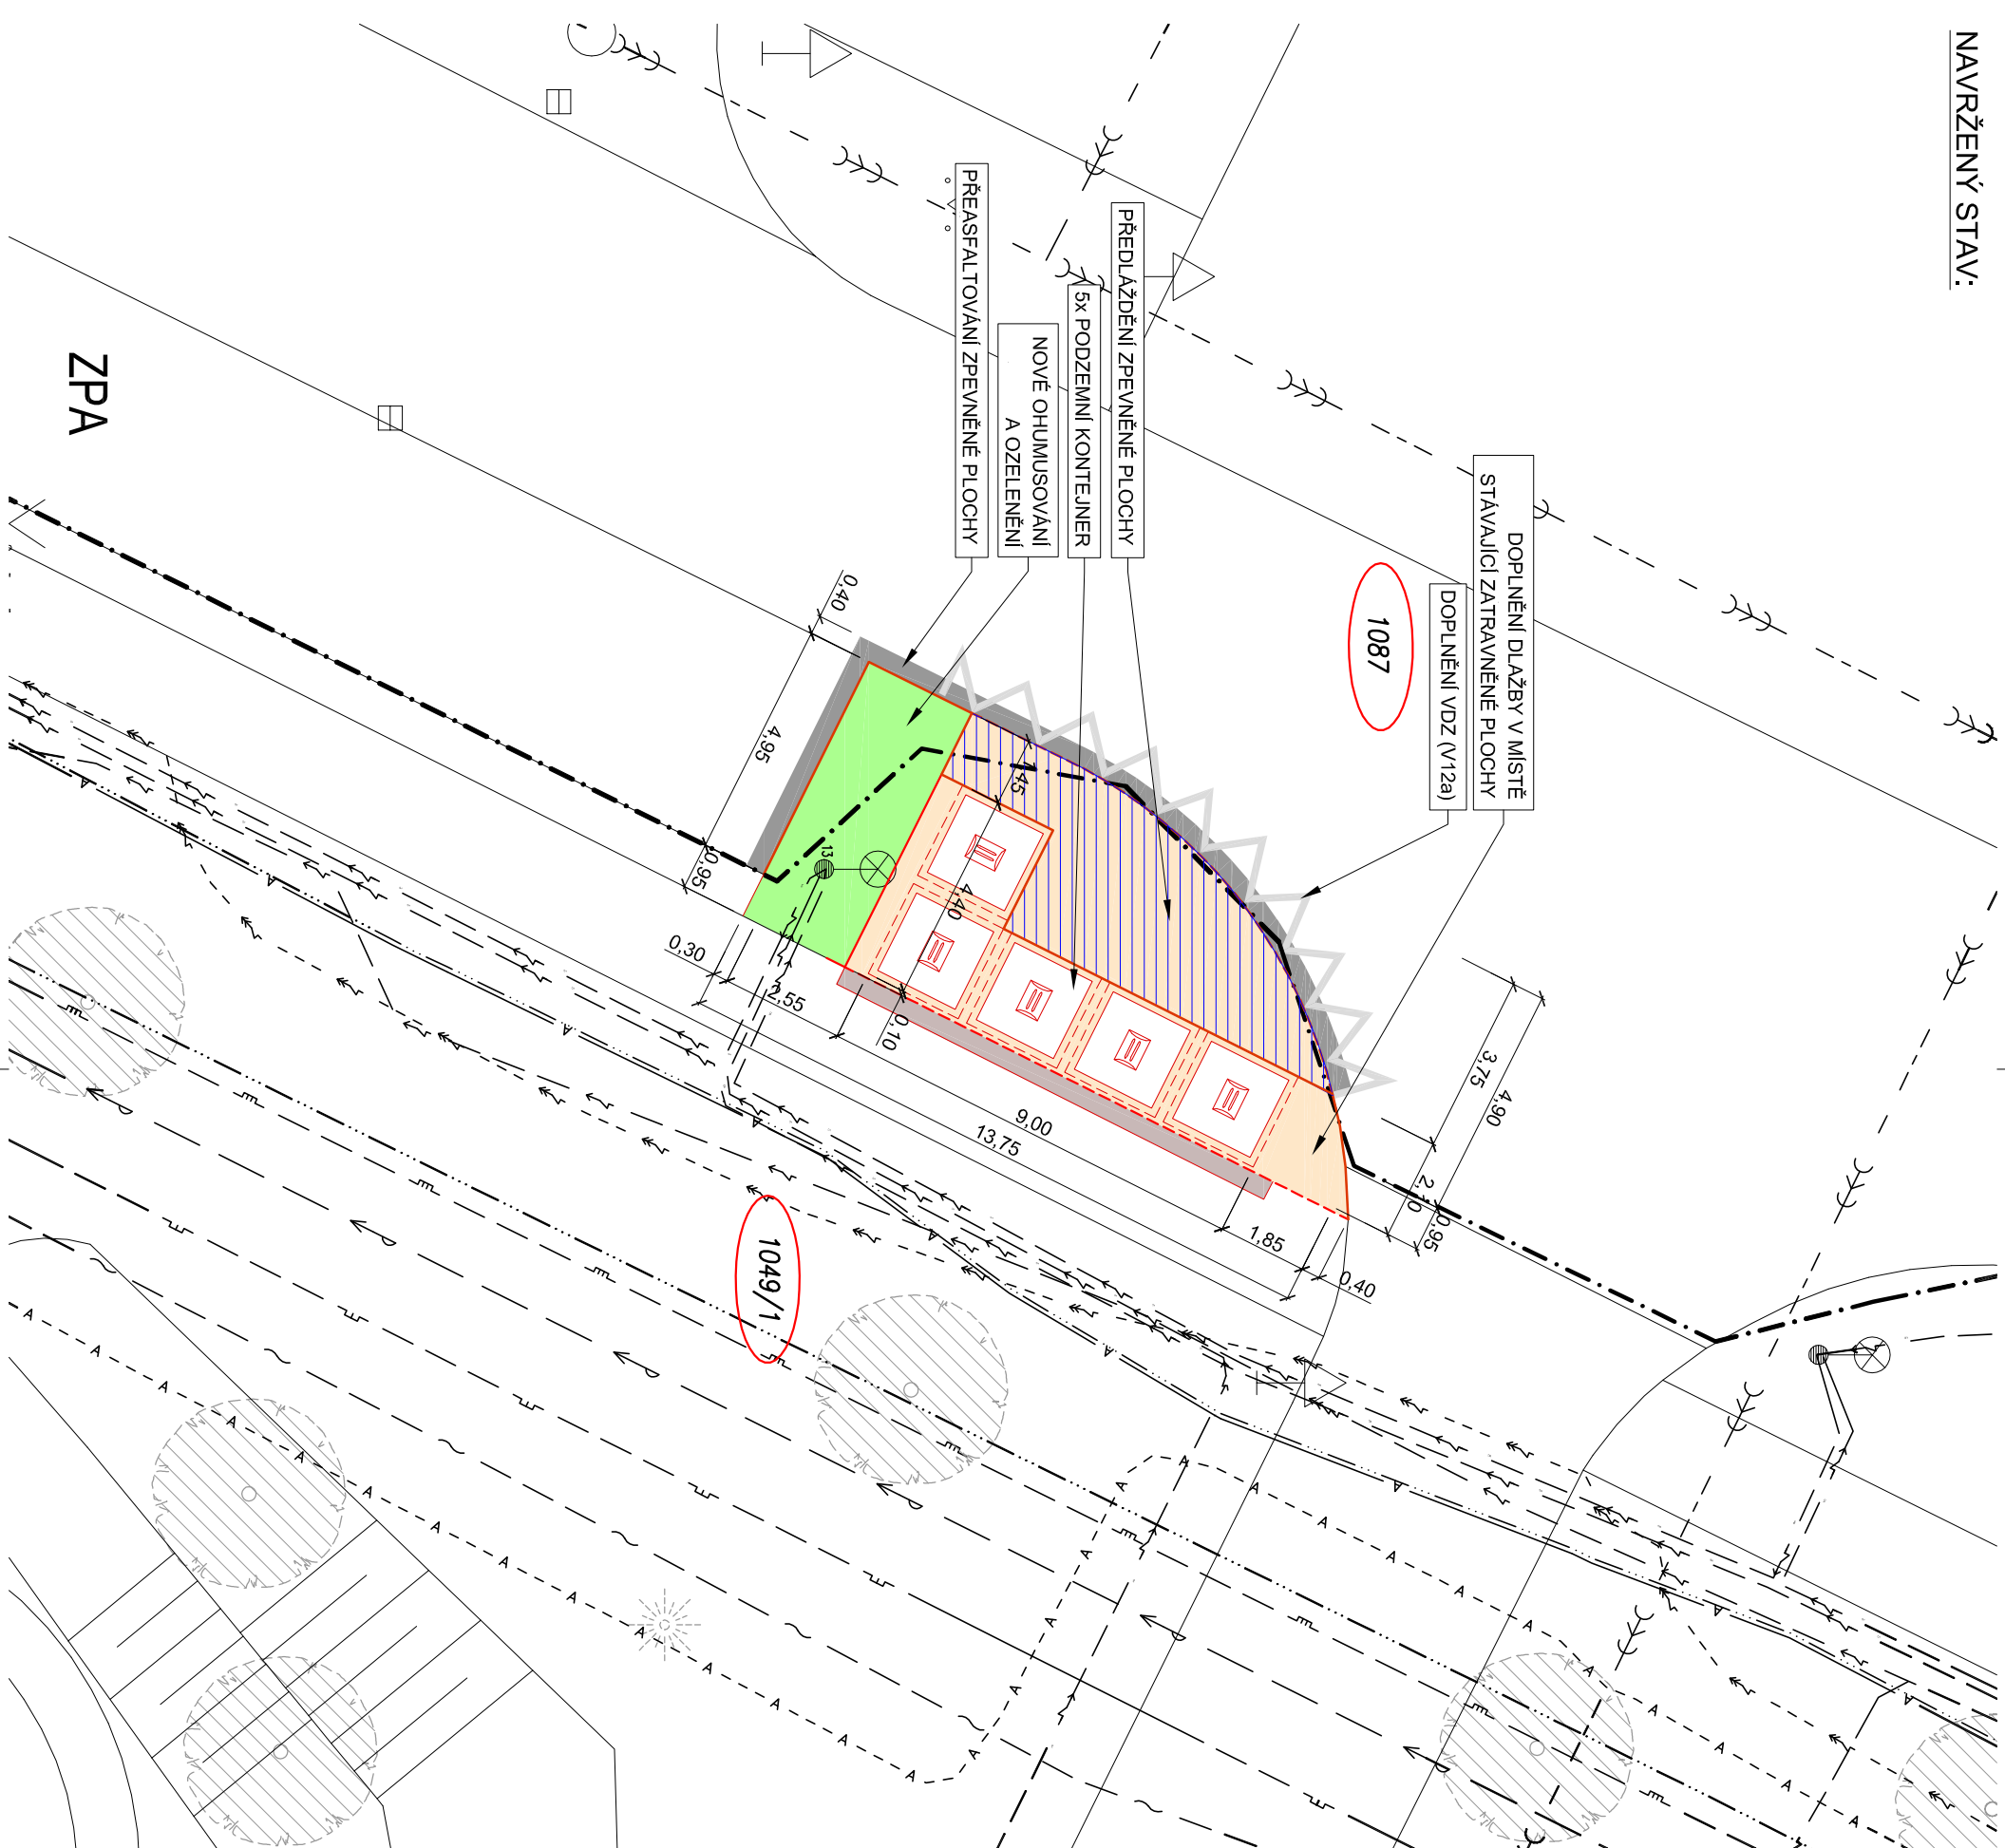 NAVRŽENÝ STAV:
DOPLNĚNÍ DLAŽBY V MÍSTĚ
STÁVAJÍCÍ ZATRAVNĚNÉ PLOCHY
DOPLNĚNÍ VDZ (V12a)
1087
PŘEDLÁŽDĚNÍ ZPEVNĚNÉ PLOCHY
5x PODZEMNÍ KONTEJNER
NOVÉ OHUMUSOVÁNÍ
A OZELENĚNÍ
PŘEASFALTOVÁNÍ ZPEVNĚNÉ PLOCHY
ZPA
0,40
4,95
0,95
1,45
4,40
0,10
13
0,30
2,55
9,00
13,75
1,85
0,40
3,75
4,90
2,10
0,95
1049//1